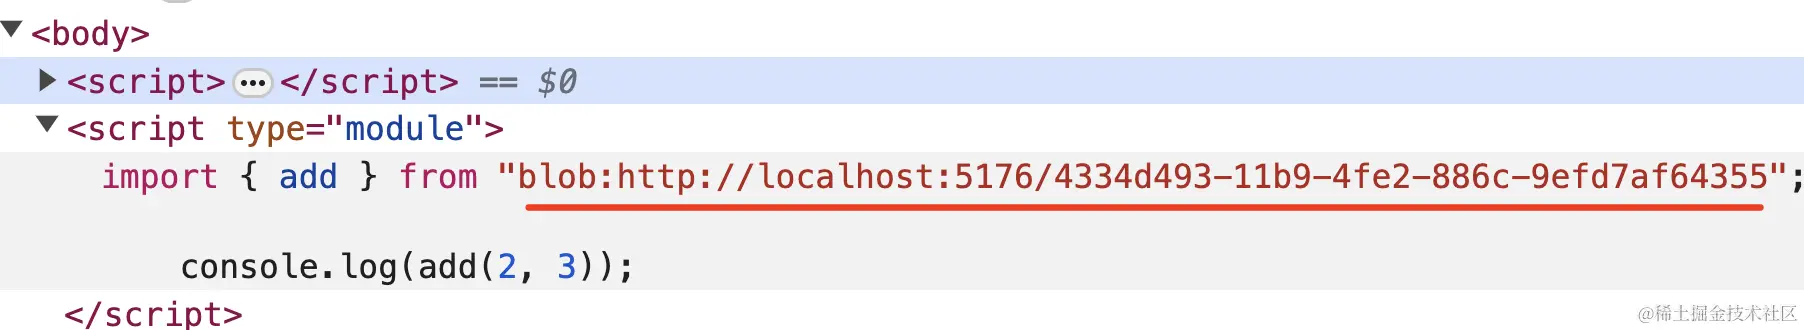 <body>
<script> ••• </script> == $0
<script type="module">
import { add } from "blob:http://localhost:5176/4334d493-11b9-4fe2-886c-9efd7af64355";
console.log(add(2, 3));
</script>
@稀土掘金技术社区